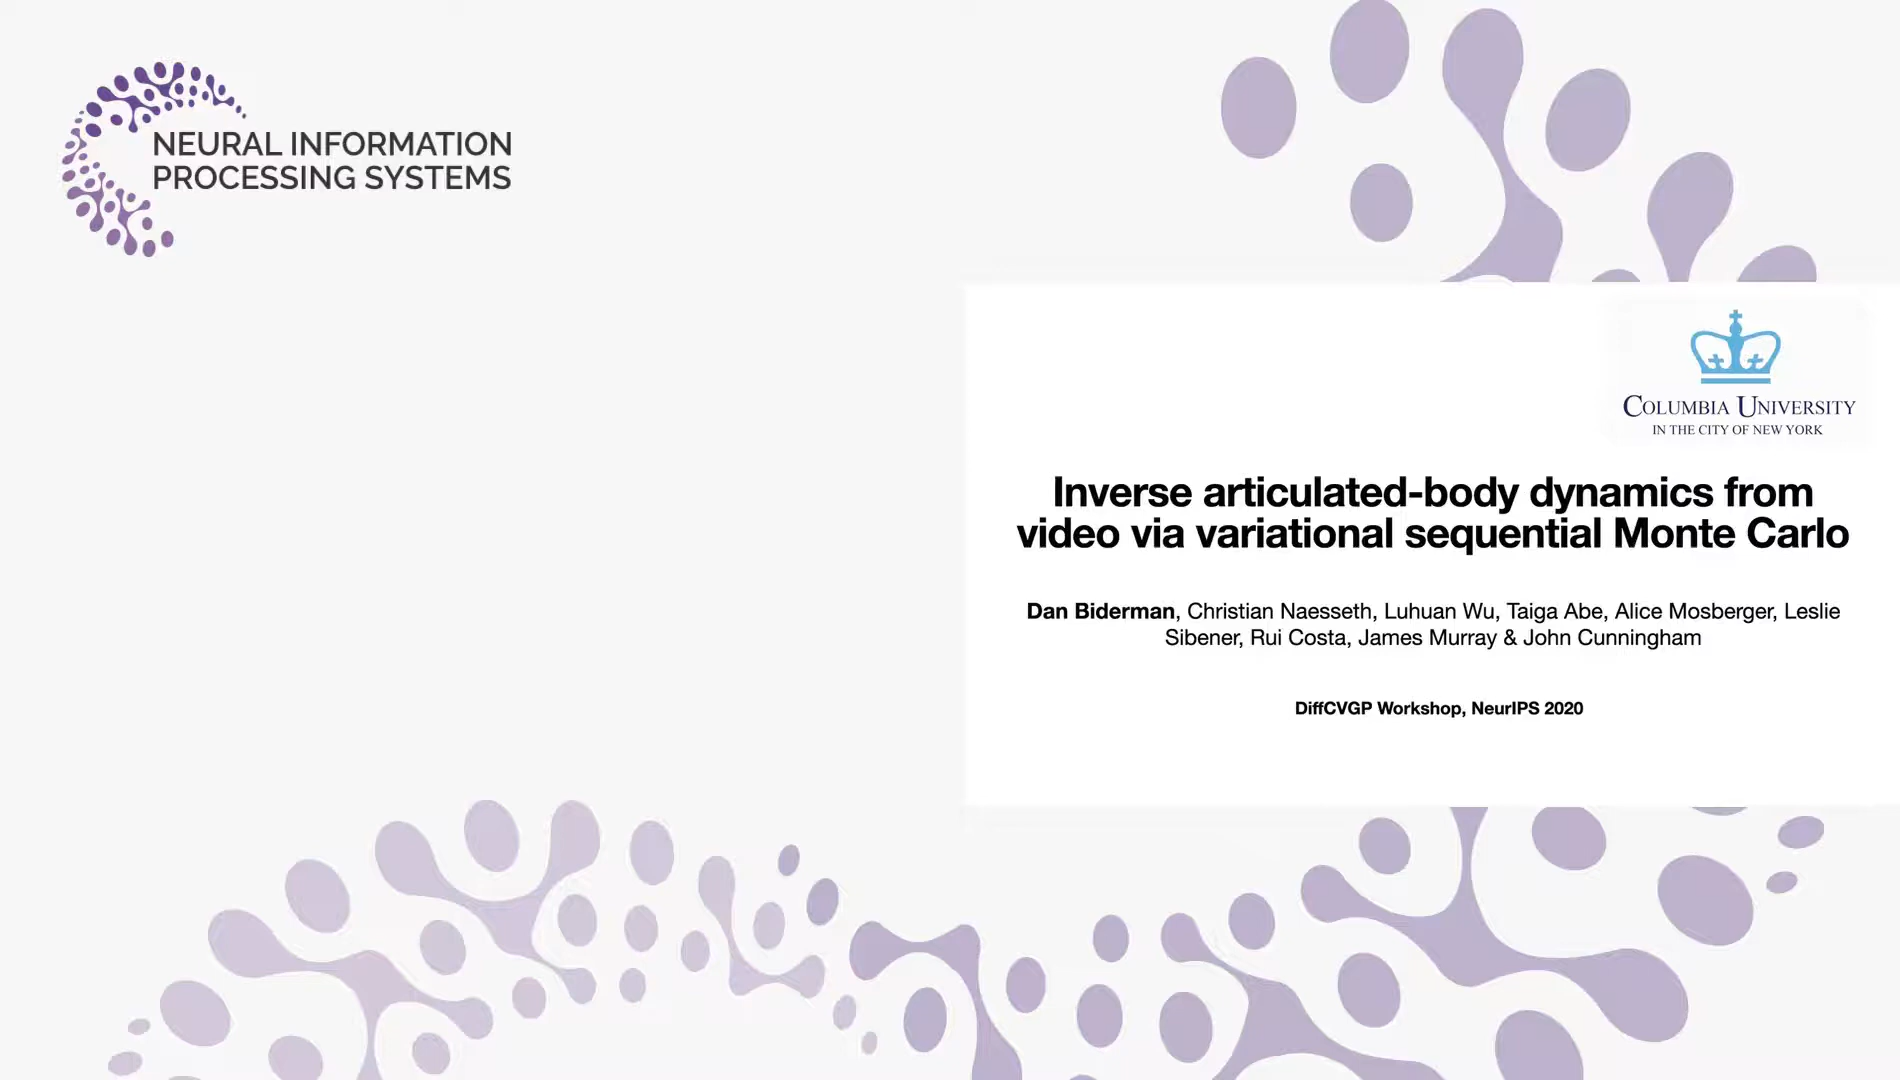 NEURAL INFORMATION
PROCESSING SYSTEMS
COLUMBIA UNIVERSITY
IN THE CITY OF NEW YORK
Inverse articulated-body dynamics from
video via variational sequential Monte Carlo
Dan Biderman, Christian Naesseth, Luhuan Wu, Taiga Abe, Alice Mosberger, Leslie
Sibener, Rui Costa, James Murray & John Cunningham
DiffCVGP Workshop, NeurIPS 2020